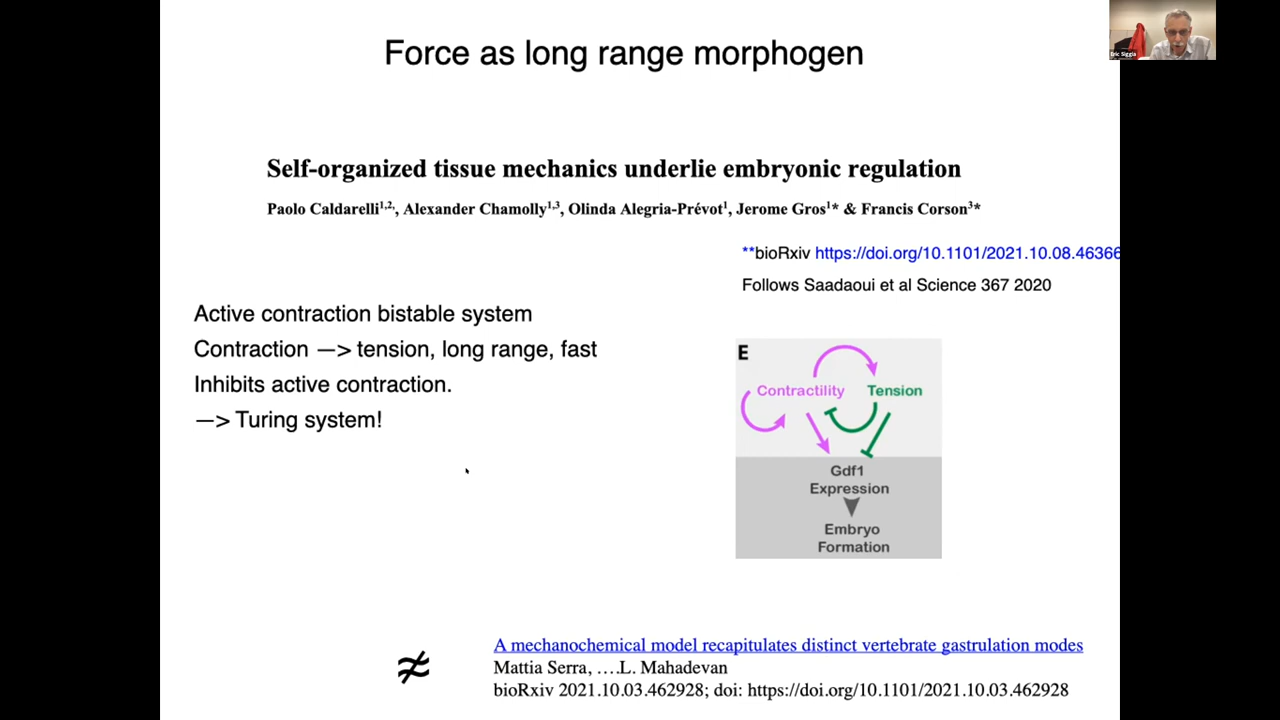 Force as long range morphogen
Eric Siggia
Self-organized tissue mechanics underlie embryonic regulation
Paolo Caldarelli1,2,, Alexander Chamolly1,3, Olinda Alegria-Prévot1, Jerome Gros1* & Francis Corson3*
**bioRxiv https://doi.org/10.1101/2021.10.08.46366
Follows Saadaoui et al Science 367 2020
Active contraction bistable system
Contraction —> tension, long range, fast
Inhibits active contraction.
—> Turing system!
E
Contractility Tension
Gdf1
Expression
Embryo
Formation
≉
A mechanochemical model recapitulates distinct vertebrate gastrulation modes
Mattia Serra, ….L. Mahadevan
bioRxiv 2021.10.03.462928; doi: https://doi.org/10.1101/2021.10.03.462928